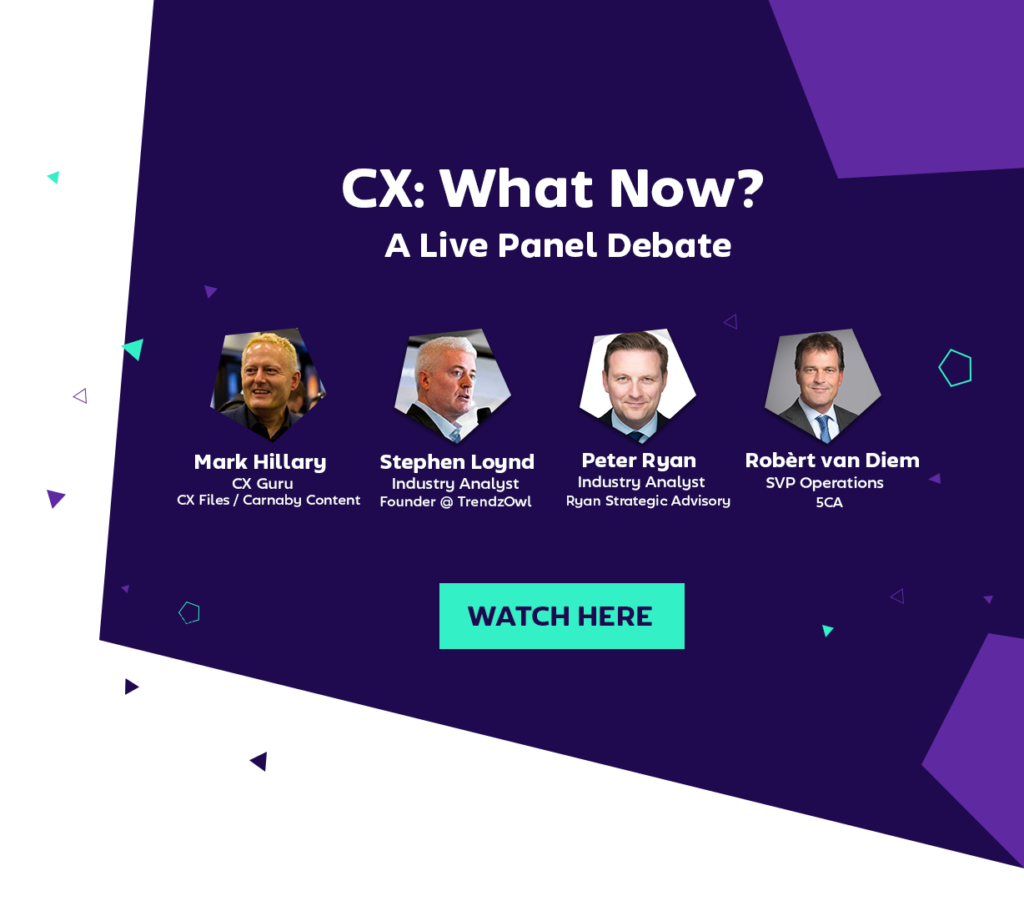 CX: What Now?
A Live Panel Debate
Mark Hillary
CX Guru
CX Files / Carnaby Content
Stephen Loynd
Industry Analyst
Founder @ TrendzOwl
Peter Ryan
Industry Analyst
Ryan Strategic Advisory
Robèrt van Diem
SVP Operations
5CA
WATCH HERE